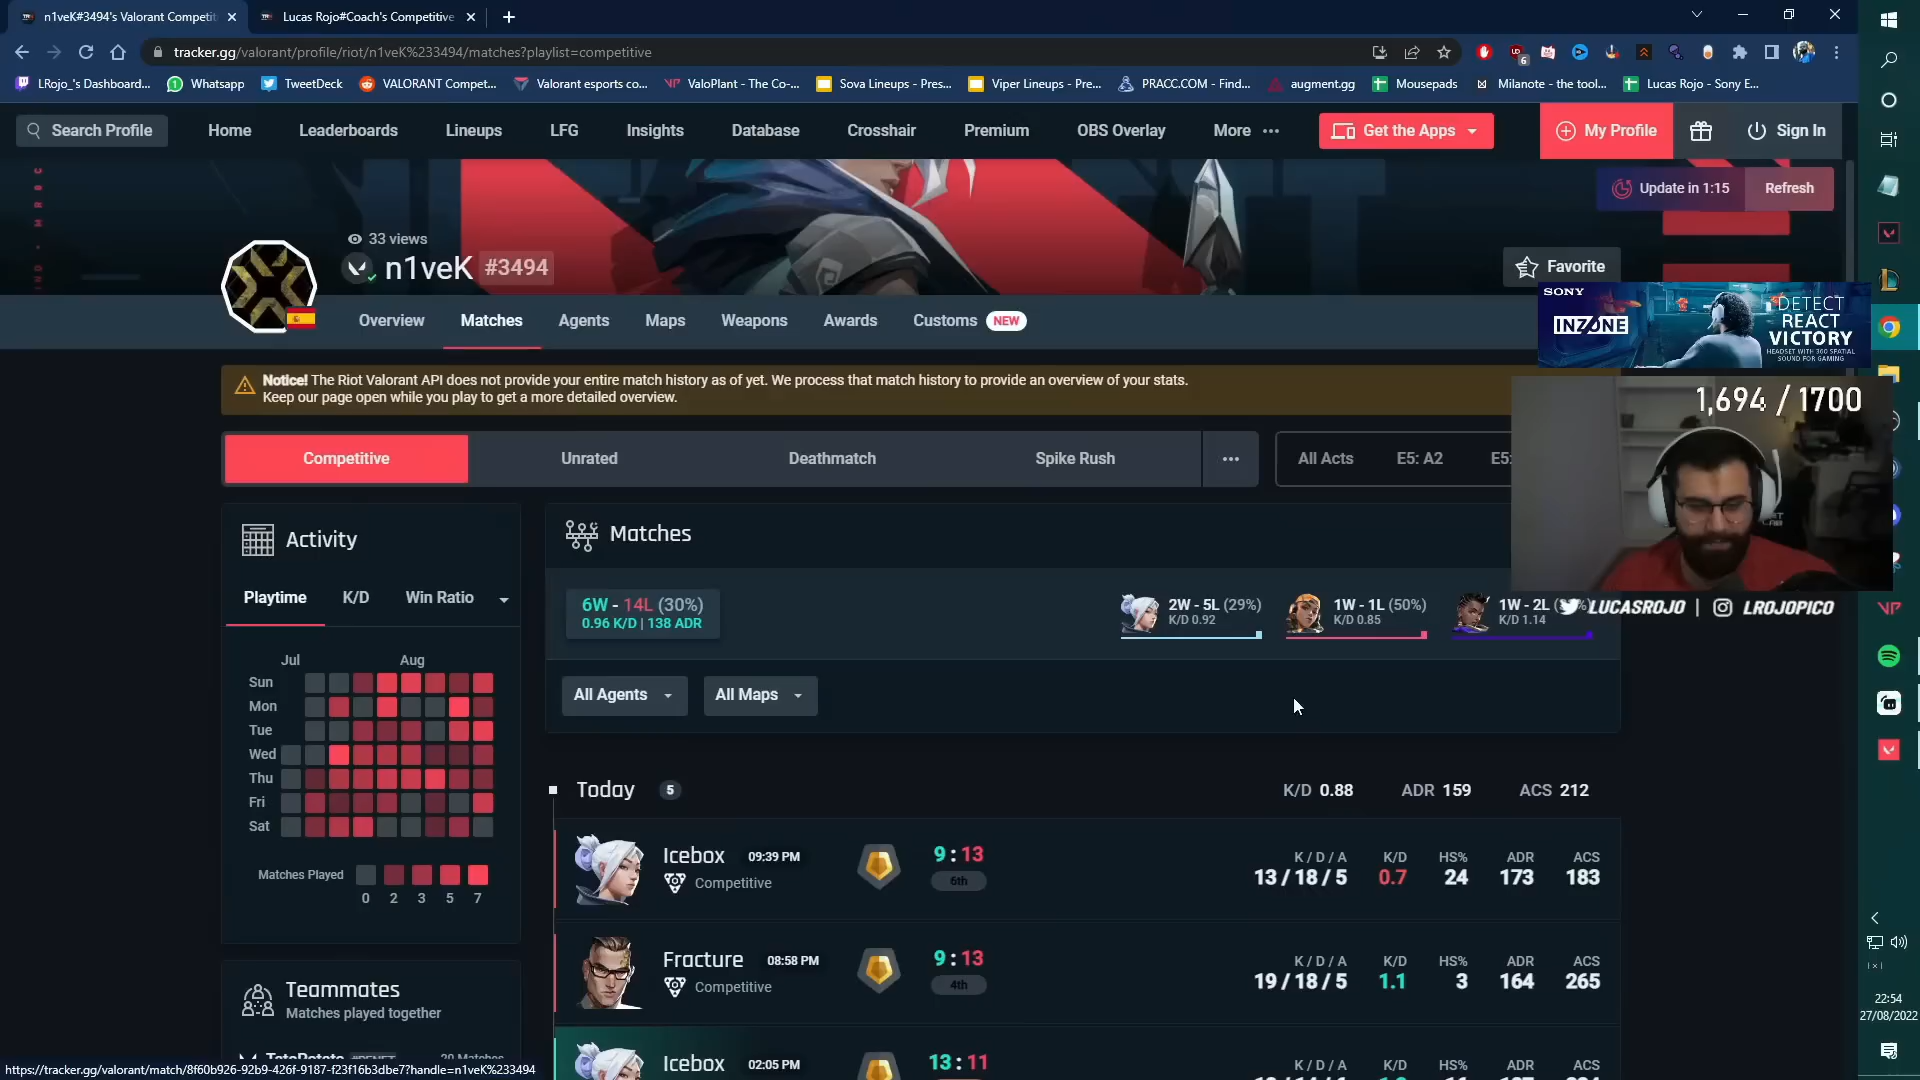 n1veK#3494's Valorant Competit
Lucas Rojo#Coach's Competitive
tracker.gg/valorant/profile/riot/n1veK%233494/matches?playlist=competitive
6
LRojo_'s Dashboard...
Whatsapp
TweetDeck
VALORANT Compet...
Valorant esports co...
ValoPlant - The Co-...
Sova Lineups - Pres...
Viper Lineups - Pre...
PRACC.COM - Find...
augment.gg
Mousepads
Milanote - the tool...
Lucas Rojo - Sony E...
Search Profile
Home
Leaderboards
Lineups
LFG
Insights
Database
Crosshair
Premium
OBS Overlay
More
Get the Apps
My Profile
Sign In
Update in 1:15
Refresh
33 views
n1veK #3494
Favorite
SONY
INZONE
DETECT
REACT
VICTORY
HEADSET WITH 360 SPATIAL
SOUND FOR GAMING
Overview
Matches
Agents
Maps
Weapons
Awards
Customs NEW
Notice! The Riot Valorant API does not provide your entire match history as of yet. We process that match history to provide an overview of your stats.
Keep our page open while you play to get a more detailed overview.
1,694 / 1700
Competitive
Unrated
Deathmatch
Spike Rush
All Acts
E5: A2
E5:
Activity
Playtime
K/D
Win Ratio
Jul
Aug
Sun
Mon
Tue
Wed
Thu
Fri
Sat
Matches Played
0 2 3 5 7
Teammates
Matches played together
20 Matches
Matches
6W - 14L (30%)
0.96 K/D | 138 ADR
2W - 5L (29%)
K/D 0.92
1W - 1L (50%)
K/D 0.85
1W - 2L
K/D 1.14
LUCASROJO | LROJOPICO
All Agents
All Maps
Today 5
K/D 0.88
ADR 159
ACS 212
Icebox 09:39 PM
Competitive
9 : 13
6th
K / D / A
13 / 18 / 5
K/D
0.7
HS%
24
ADR
173
ACS
183
Fracture 08:58 PM
Competitive
9 : 13
4th
K / D / A
19 / 18 / 5
K/D
1.1
HS%
3
ADR
164
ACS
265
Icebox 02:05 PM
13 : 11
K / D / A
K/D
HS%
ADR
ACS
https://tracker.gg/valorant/match/8f60b926-92b9-426f-9187-f23f16b3dbe7?handle=n1veK%233494
22:54
27/08/2022